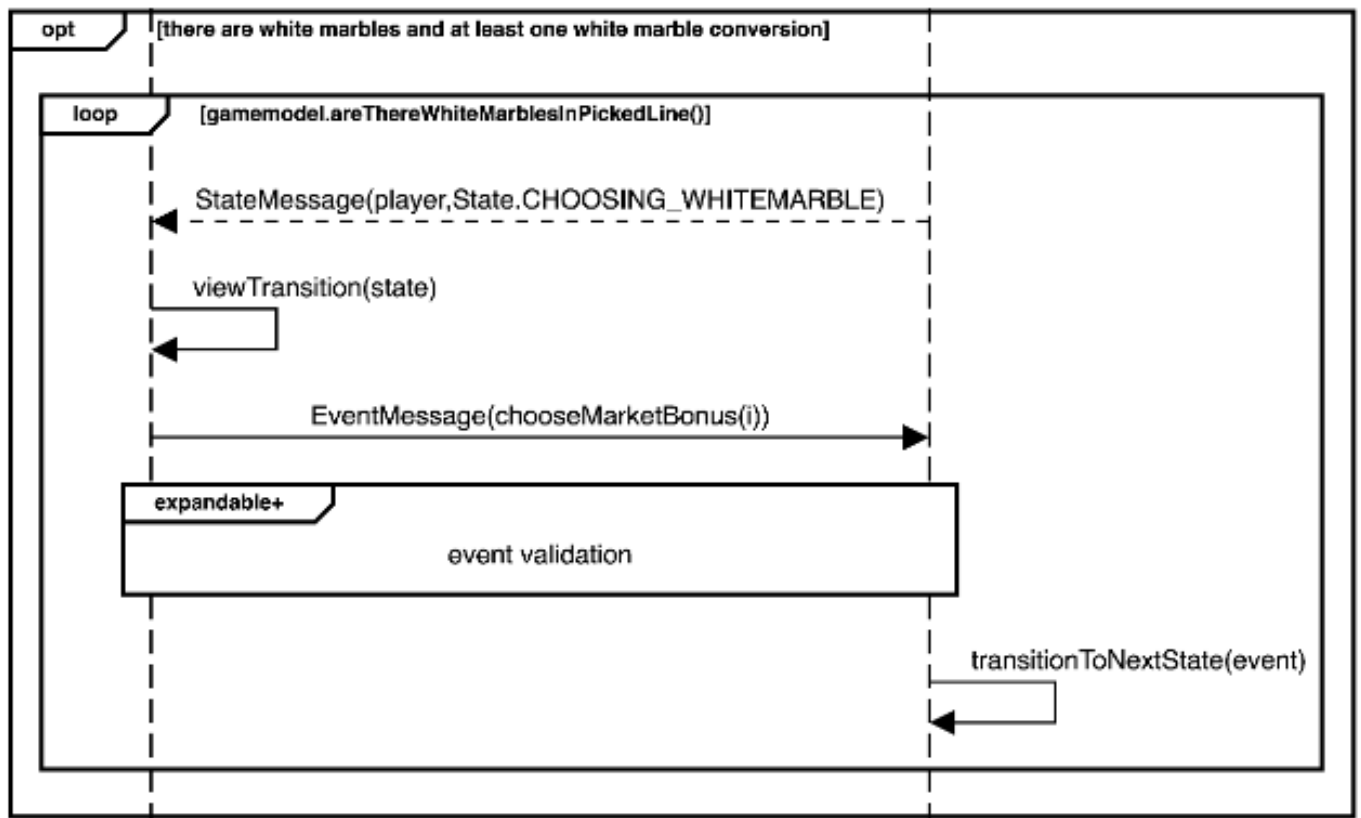 opt [there are white marbles and at least one white marble conversion]
loop [gamemodel.areThereWhiteMarblesInPickedLine()]
StateMessage(player,State.CHOOSING_WHITEMARBLE)
viewTransition(state)
EventMessage(chooseMarketBonus(i))
expandable+
event validation
transitionToNextState(event)